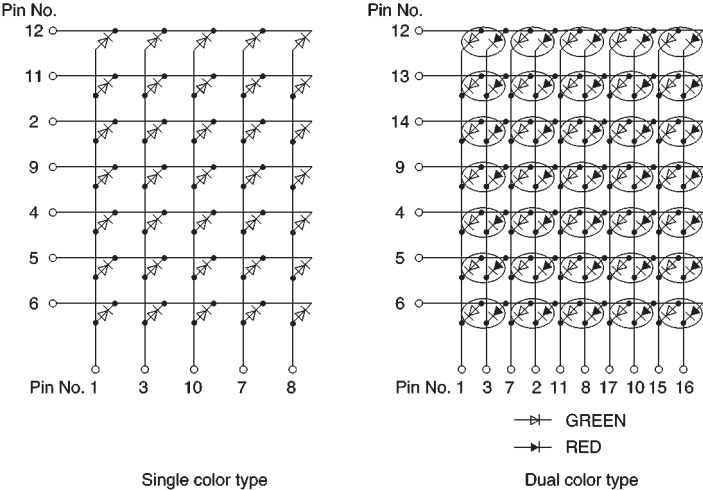 Pin No.
12
11
2
9
4
5
6
Pin No. 1 3 10 7 8
Single color type
Pin No.
12
13
14
9
4
5
6
Pin No. 1 3 7 2 11 8 17 10 15 16
GREEN
RED
Dual color type